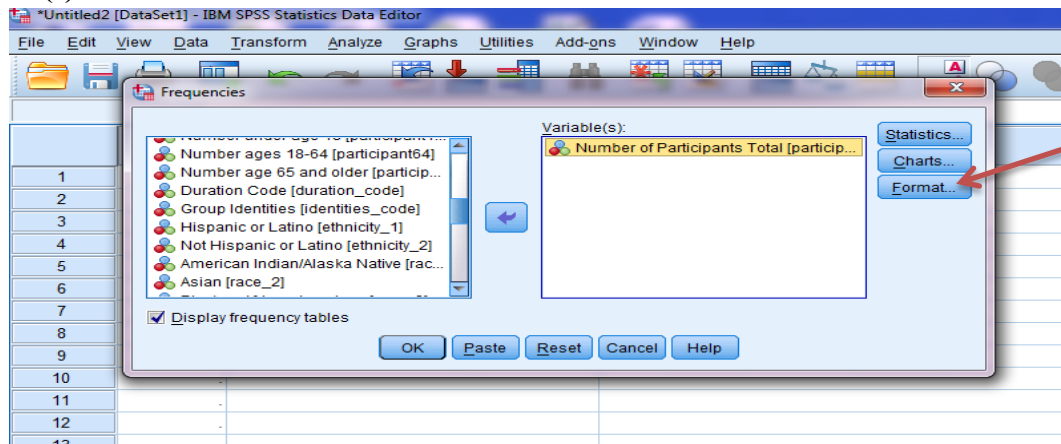 *Untitled2 [DataSet1] - IBM SPSS Statistics Data Editor
File Edit View Data Transform Analyze Graphs Utilities Add-ons Window Help
Frequencies
Variable(s):
Number ages 18-64 [participant64]
Number age 65 and older [particip...
Duration Code [duration_code]
Group Identities [identities_code]
Hispanic or Latino [ethnicity_1]
Not Hispanic or Latino [ethnicity_2]
American Indian/Alaska Native [rac...
Asian [race_2]
Number of Participants Total [particip...
Statistics...
Charts...
Format...
Display frequency tables
OK Paste Reset Cancel Help
1
2
3
4
5
6
7
8
9
10
11
12